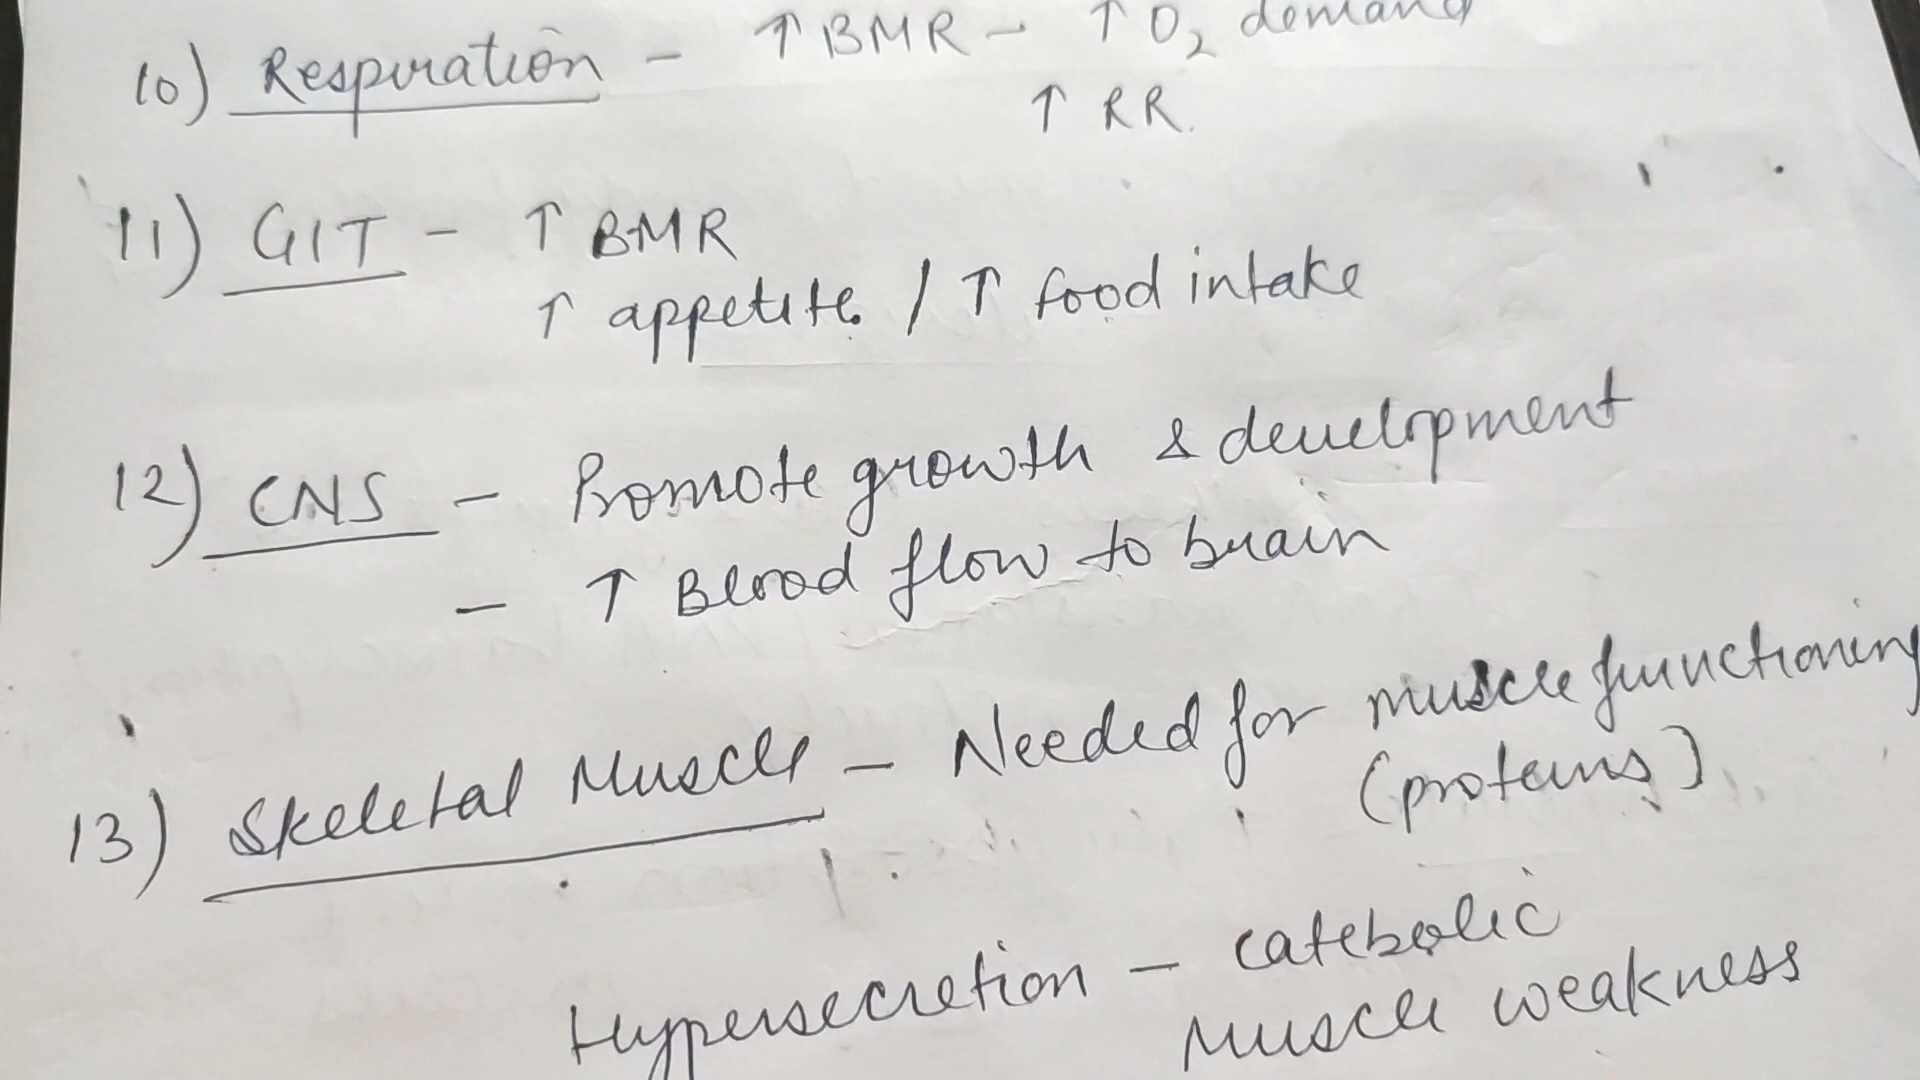 10) Respiration - ↑ BMR - ↑ O₂ demand
↑ RR.
11) GIT - ↑ BMR
↑ appetite / ↑ food intake
12) CNS - Promote growth & development
- ↑ Blood flow to brain
13) Skeletal Muscle - Needed for muscle functioning
(proteins)
Hypersecretion - catebolic
Muscle weakness